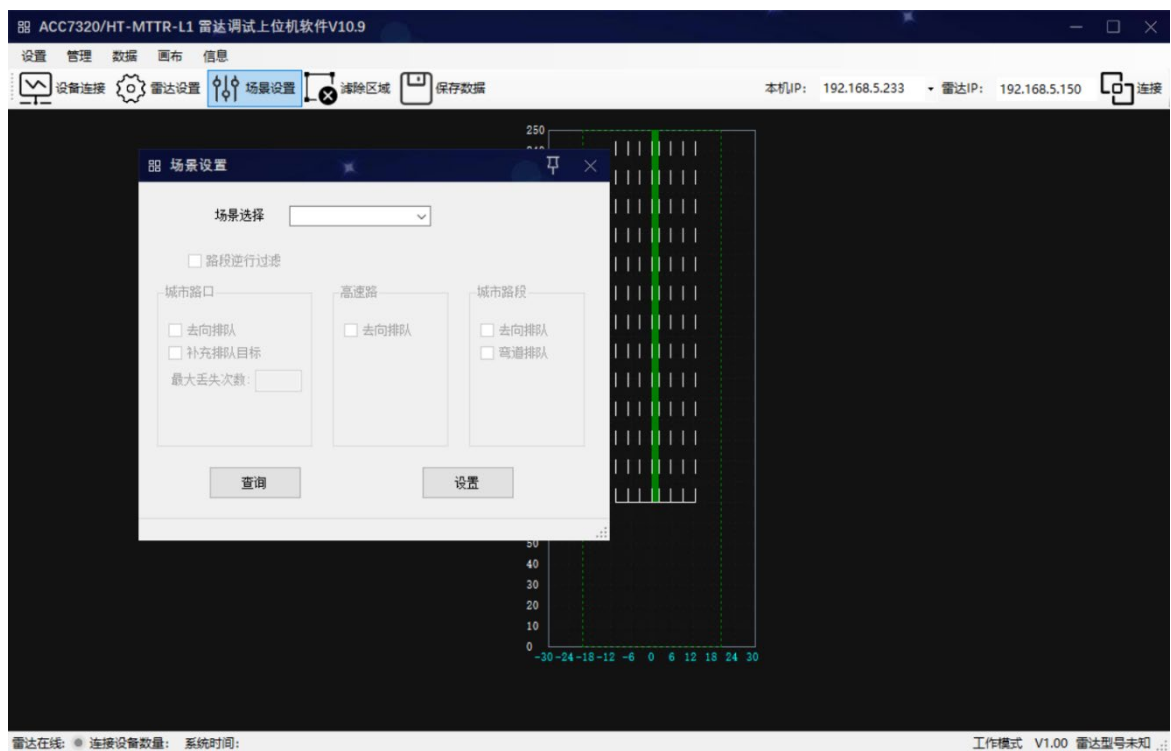 ACC7320/HT-MTTR-L1 雷达调试上位机软件V10.9
设置 管理 数据 画布 信息
设备连接 雷达设置 场景设置 滤除区域 保存数据 本机IP: 192.168.5.233 雷达IP: 192.168.5.150 连接
250
场景设置
场景选择
路段逆行过滤
城市路口 高速路 城市路段
去向排队 去向排队 去向排队
补充排队目标 弯道排队
最大丢失次数:
查询 设置
50
40
30
20
10
0
-30 -24 -18 -12 -6 0 6 12 18 24 30
雷达在线: 连接设备数量: 系统时间: 工作模式 V1.00 雷达型号未知